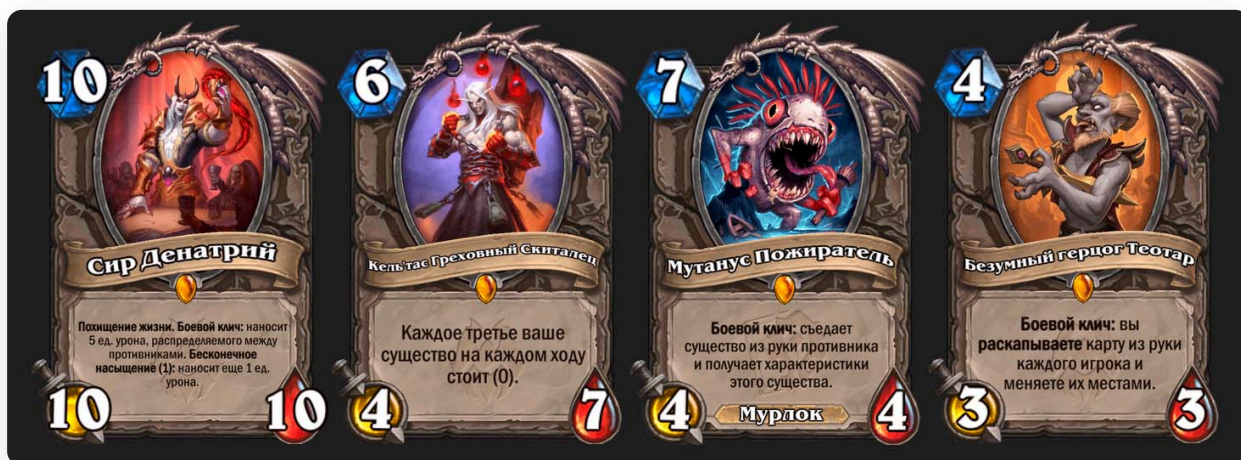 10
Сир Денатрий
Похищение жизни. Боевой клич: наносит
5 ед. урона, распределяемого между
противниками. Бесконечное
насыщение (1): наносит еще 1 ед.
урона.
10
10
6
Кель'тас Греховный Скиталец
Каждое третье ваше
существо на каждом ходу
стоит (0).
4
7
7
Мутанус Пожиратель
Боевой клич: съедает
существо из руки противника
и получает характеристики
этого существа.
4
Мурлок
4
4
Безумный герцог Теотар
Боевой клич: вы
раскапываете карту из руки
каждого игрока и
меняете их местами.
3
3